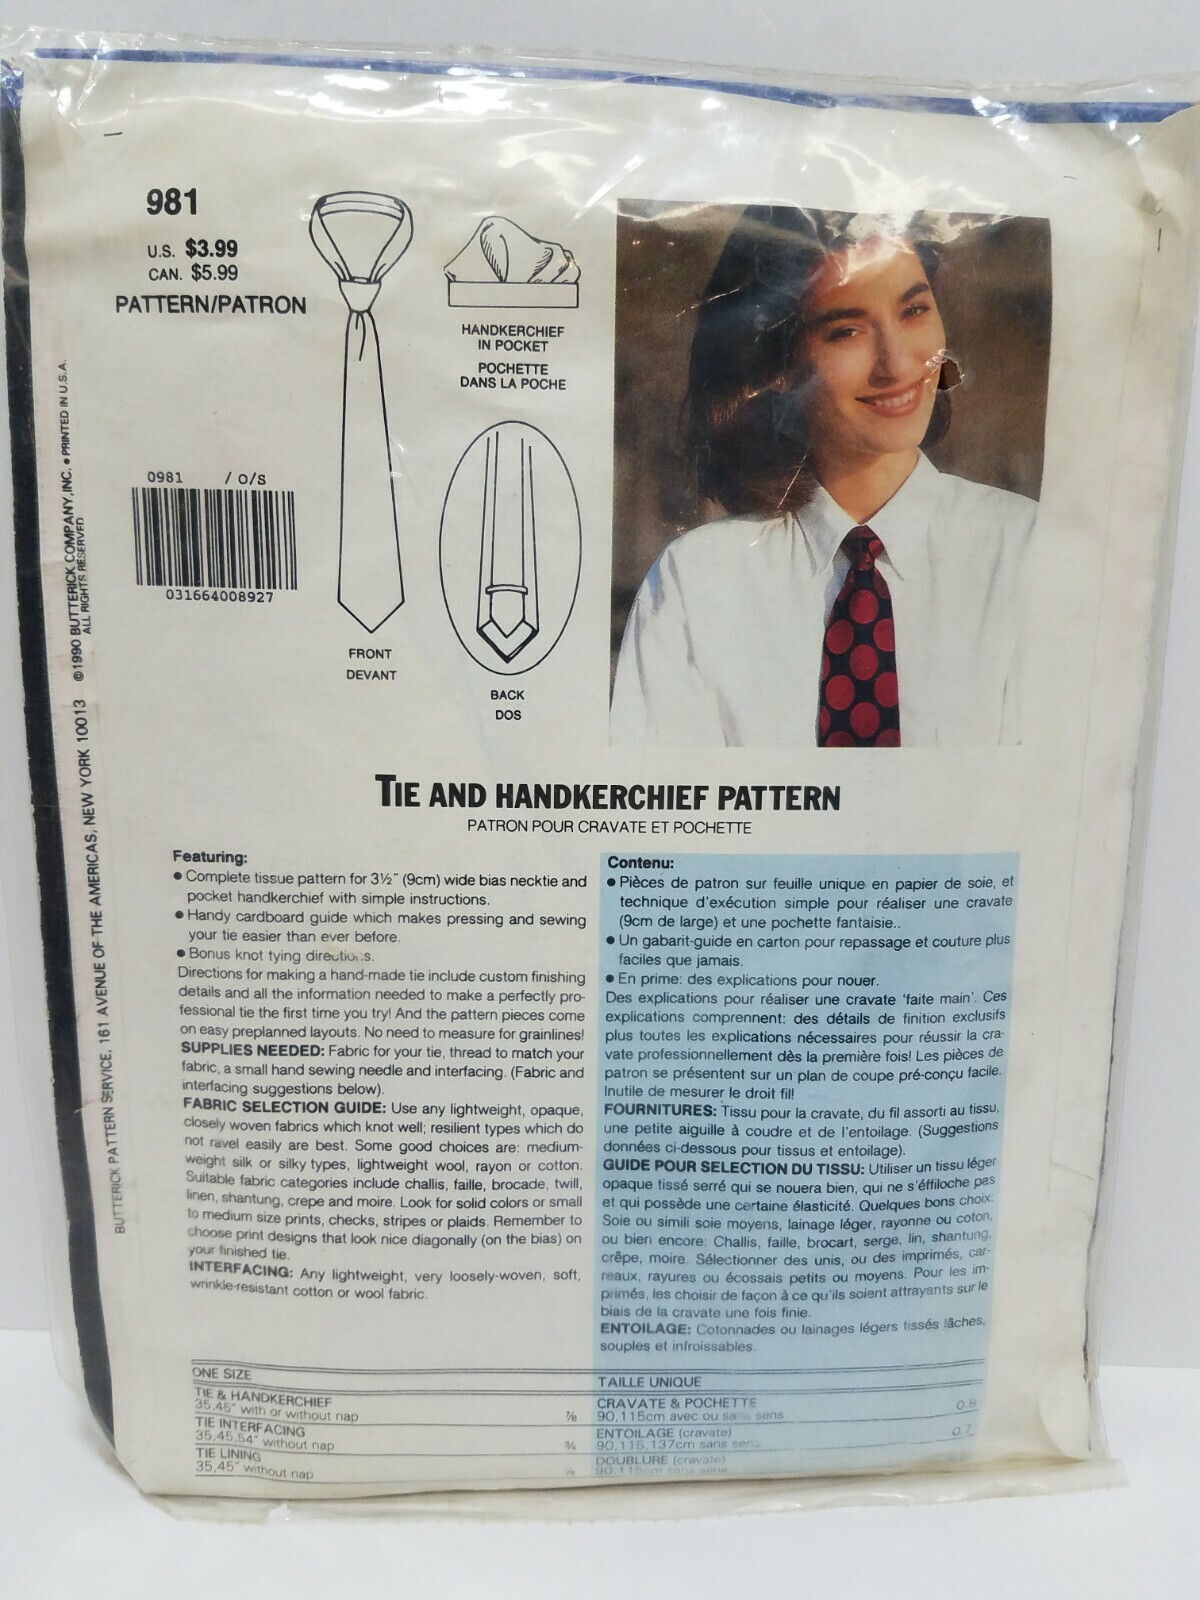 981
U.S. $3.99
CAN. $5.99
PATTERN/PATRON
HANDKERCHIEF
IN POCKET
POCHETTE
DANS LA POCHE
0981 / O/S
031664008927
FRONT
DEVANT
BACK
DOS
BUTTERICK PATTERN SERVICE, 161 AVENUE OF THE AMERICAS, NEW YORK 10013 ©1990 BUTTERICK COMPANY, INC. • PRINTED IN U.S.A.
ALL RIGHTS RESERVED
TIE AND HANDKERCHIEF PATTERN
PATRON POUR CRAVATE ET POCHETTE
Featuring:
• Complete tissue pattern for 3½" (9cm) wide bias necktie and
pocket handkerchief with simple instructions.
• Handy cardboard guide which makes pressing and sewing
your tie easier than ever before.
• Bonus knot tying directions.
Directions for making a hand-made tie include custom finishing
details and all the information needed to make a perfectly pro-
fessional tie the first time you try! And the pattern pieces come
on easy preplanned layouts. No need to measure for grainlines!
SUPPLIES NEEDED: Fabric for your tie, thread to match your
fabric, a small hand sewing needle and interfacing. (Fabric and
interfacing suggestions below).
FABRIC SELECTION GUIDE: Use any lightweight, opaque,
closely woven fabrics which knot well; resilient types which do
not ravel easily are best. Some good choices are: medium-
weight silk or silky types, lightweight wool, rayon or cotton.
Suitable fabric categories include challis, faille, brocade, twill,
linen, shantung, crepe and moire. Look for solid colors or small
to medium size prints, checks, stripes or plaids. Remember to
choose print designs that look nice diagonally (on the bias) on
your finished tie.
INTERFACING: Any lightweight, very loosely-woven, soft,
wrinkle-resistant cotton or wool fabric.
Contenu:
• Pièces de patron sur feuille unique en papier de soie, et
technique d'exécution simple pour réaliser une cravate
(9cm de large) et une pochette fantaisie..
• Un gabarit-guide en carton pour repassage et couture plus
faciles que jamais.
• En prime: des explications pour nouer.
Des explications pour réaliser une cravate 'faite main'. Ces
explications comprennent: des détails de finition exclusifs
plus toutes les explications nécessaires pour réussir la cra-
vate professionnellement dès la première fois! Les pièces de
patron se présentent sur un plan de coupe pré-conçu facile.
Inutile de mesurer le droit fil!
FOURNITURES: Tissu pour la cravate, du fil assorti au tissu,
une petite aiguille à coudre et de l'entoilage. (Suggestions
données ci-dessous pour tissus et entoilage).
GUIDE POUR SELECTION DU TISSU: Utiliser un tissu léger
opaque tissé serré qui se nouera bien, qui ne s'éffiloche pas
et qui possède une certaine élasticité. Quelques bons choix:
Soie ou simili soie moyens, lainage léger, rayonne ou coton,
ou bien encore: Challis, faille, brocart, serge, lin, shantung,
crêpe, moire. Sélectionner des unis, ou des imprimés, car-
reaux, rayures ou écossais petits ou moyens. Pour les im-
primés, les choisir de façon à ce qu'ils soient attrayants sur le
biais de la cravate une fois finie.
ENTOILAGE: Cotonnades ou lainages légers tissés lâches,
souples et infroissables.
ONE SIZE
TIE & HANDKERCHIEF
35,45" with or without nap ⅞
TIE INTERFACING
35,45,54" without nap ¾
TIE LINING
35,45" without nap
TAILLE UNIQUE
CRAVATE & POCHETTE 0.8
90,115cm avec ou sans sens
ENTOILAGE (cravate) 0.7
90,115,137cm sans sens
DOUBLURE (cravate)
90,115cm sans sens